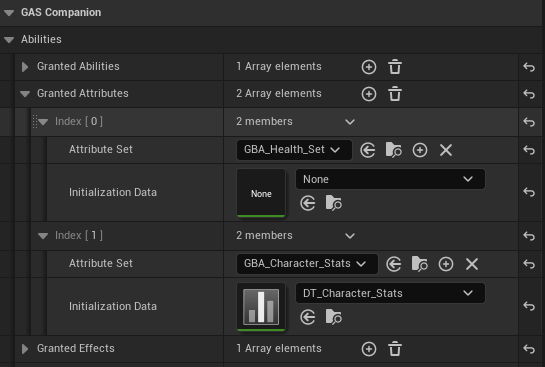 GAS Companion
Abilities
Granted Abilities 1 Array elements
Granted Attributes 2 Array elements
Index [ 0 ] 2 members
Attribute Set GBA_Health_Set
Initialization Data None None
Index [ 1 ] 2 members
Attribute Set GBA_Character_Stats
Initialization Data DT_Character_Stats
Granted Effects 1 Array elements